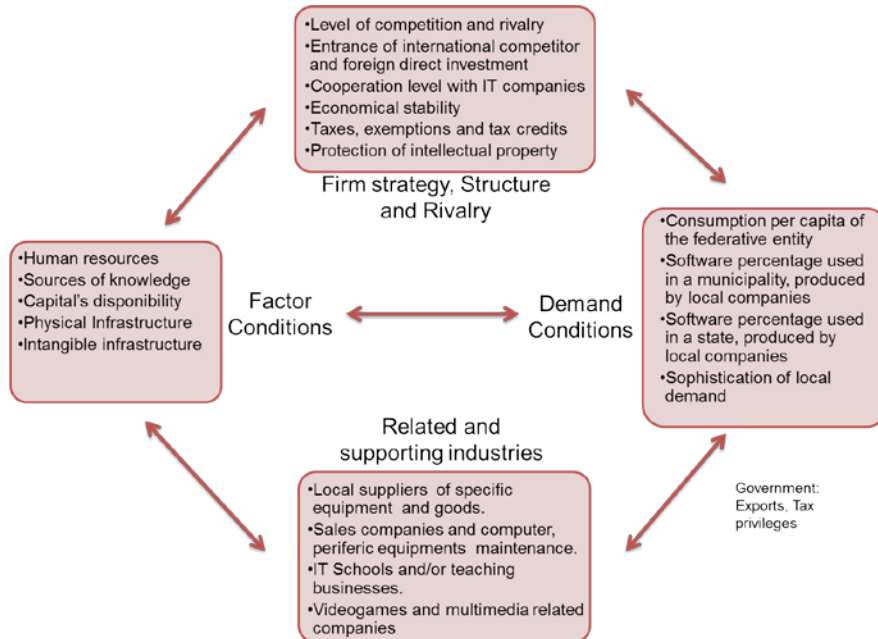 •Level of competition and rivalry
•Entrance of international competitor
and foreign direct investment
•Cooperation level with IT companies
•Economical stability
•Taxes, exemptions and tax credits
•Protection of intellectual property
Firm strategy, Structure
and Rivalry
•Human resources
•Sources of knowledge
•Capital's disponibility
•Physical Infrastructure
•Intangible infrastructure
Factor
Conditions
Demand
Conditions
•Consumption per capita of
the federative entity
•Software percentage used
in a municipality, produced
by local companies
•Software percentage used
in a state, produced by
local companies
•Sophistication of local
demand
Related and
supporting industries
•Local suppliers of specific
equipment and goods.
•Sales companies and computer,
periferic equipments maintenance.
•IT Schools and/or teaching
businesses.
•Videogames and multimedia related
companies
Government:
Exports, Tax
privileges